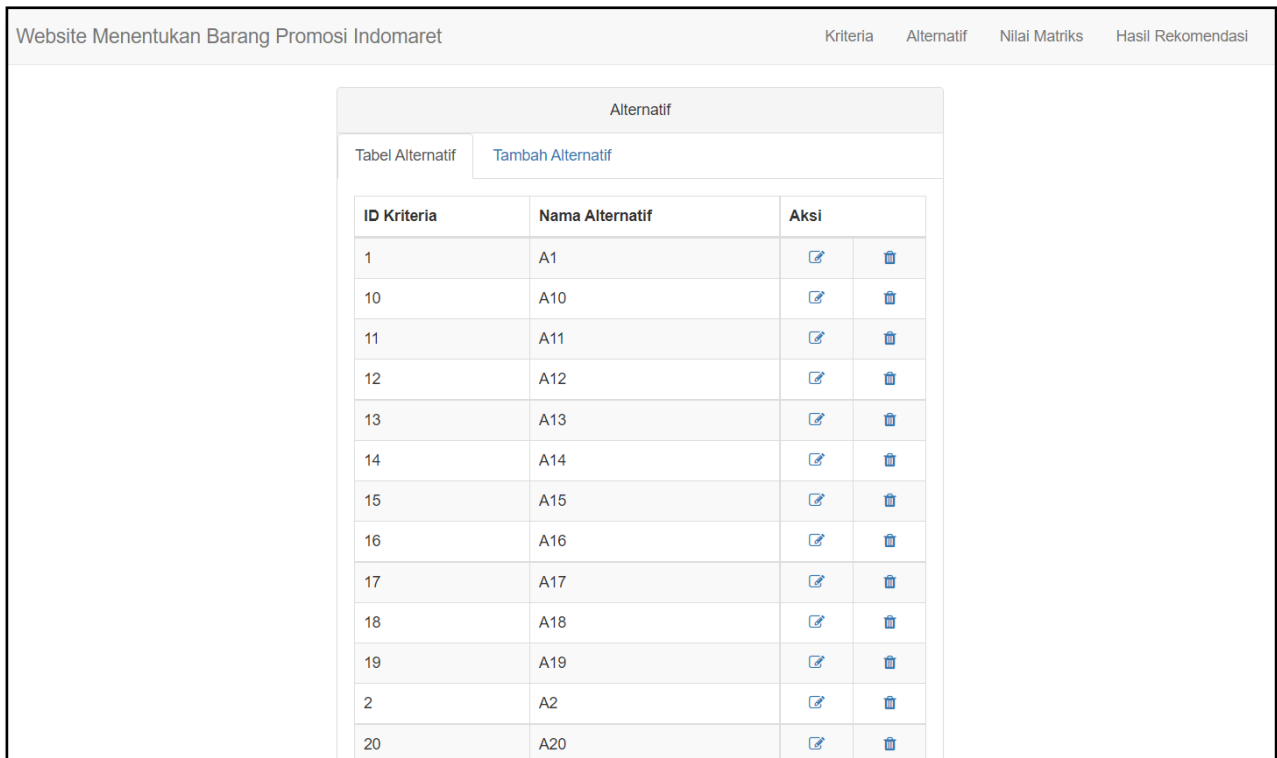 Website Menentukan Barang Promosi Indomaret Kriteria Alternatif Nilai Matriks Hasil Rekomendasi
Alternatif
Tabel Alternatif Tambah Alternatif
ID Kriteria Nama Alternatif Aksi
1 A1
10 A10
11 A11
12 A12
13 A13
14 A14
15 A15
16 A16
17 A17
18 A18
19 A19
2 A2
20 A20